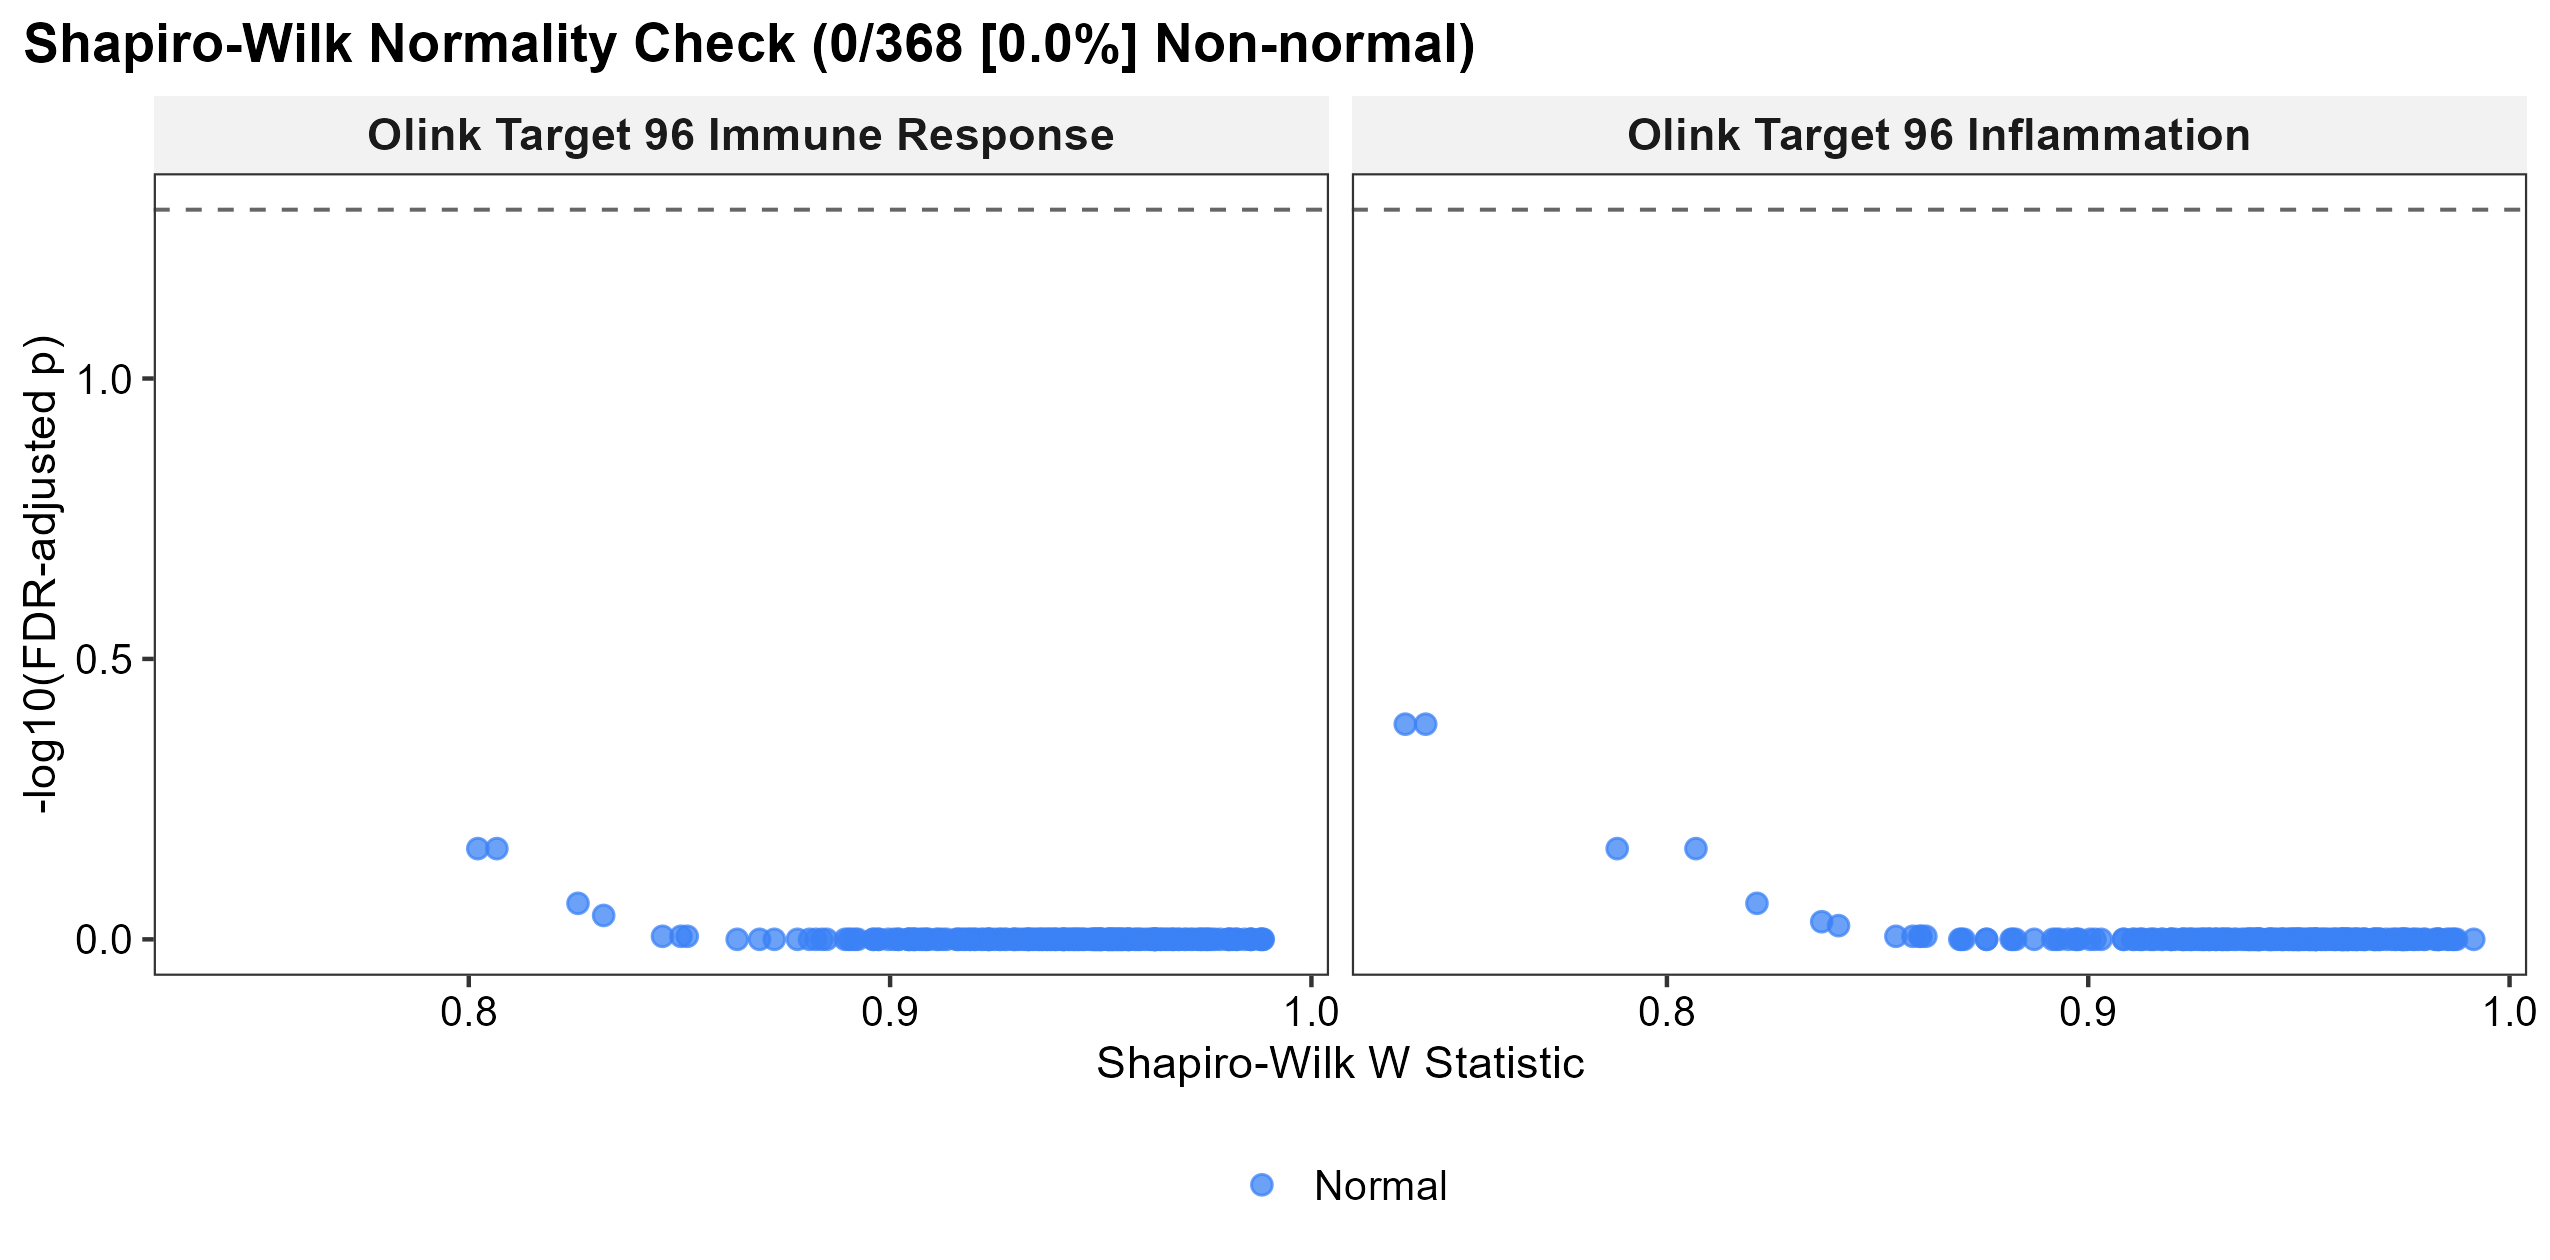 Shapiro-Wilk Normality Check (0/368 [0.0%] Non-normal)
Olink Target 96 Immune Response
Olink Target 96 Inflammation
-log10(FDR-adjusted p)
1.0
0.5
0.0
0.8
0.9
1.0
0.8
0.9
1.0
Shapiro-Wilk W Statistic
Normal